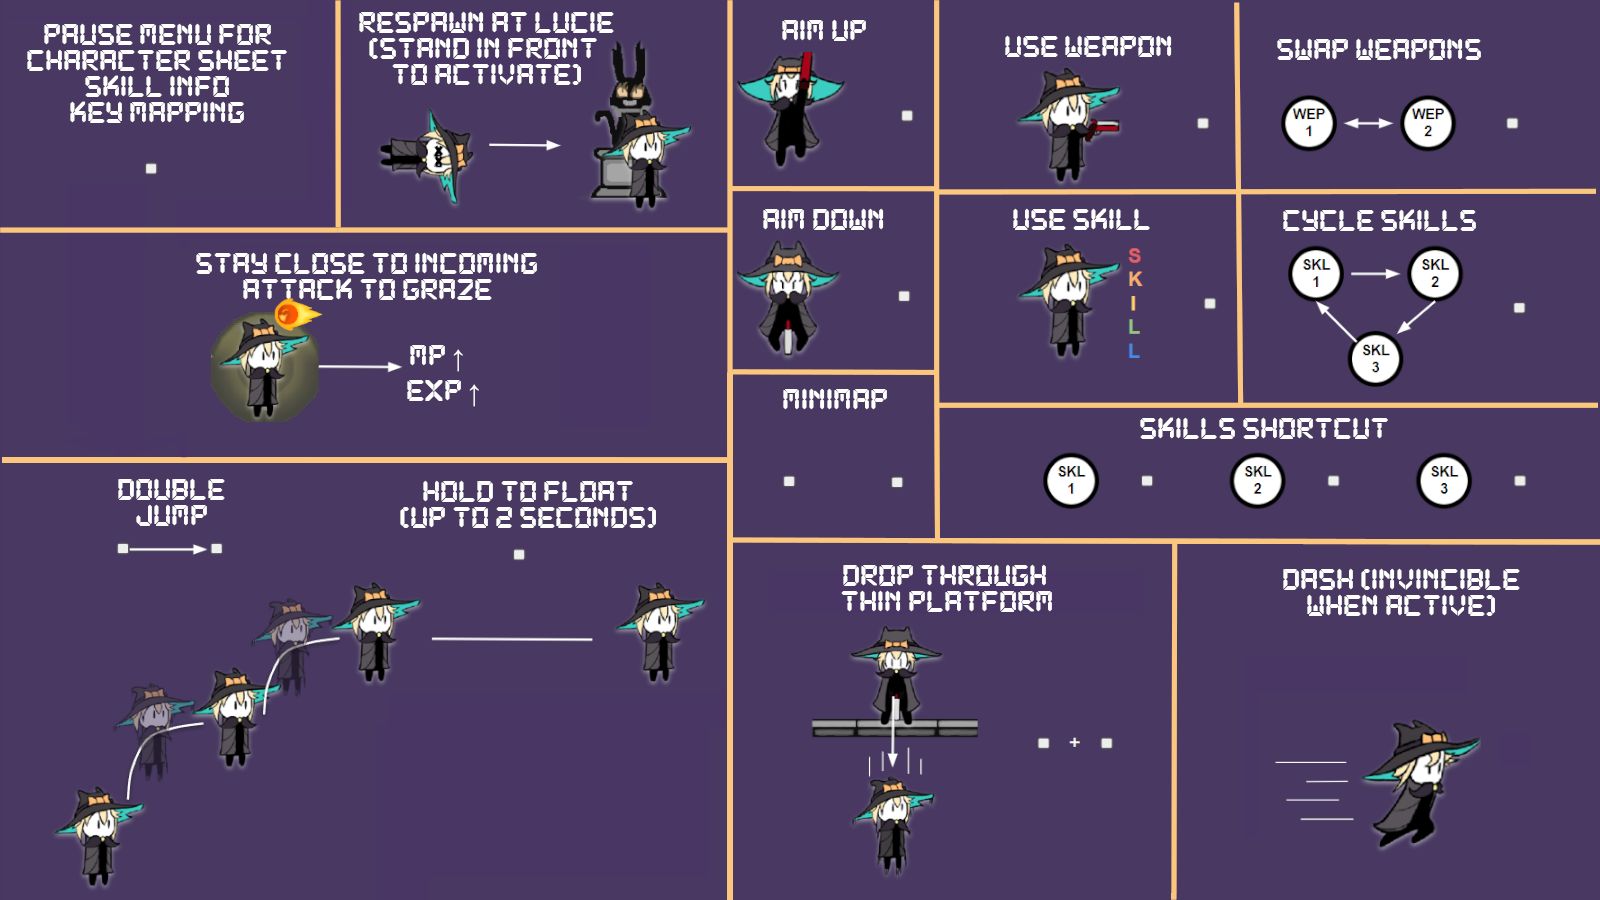 PAUSE MENU FOR
CHARACTER SHEET
SKILL INFO
KEY MAPPING
RESPAWN AT LUCIE
(STAND IN FRONT
TO ACTIVATE)
STAY CLOSE TO INCOMING
ATTACK TO GRAZE
MP ↑
EXP ↑
DOUBLE
JUMP
HOLD TO FLOAT
(UP TO 2 SECONDS)
AIM UP
AIM DOWN
MINIMAP
USE WEAPON
SWAP WEAPONS
WEP
1
WEP
2
USE SKILL
S
K
I
L
L
CYCLE SKILLS
SKL
1
SKL
2
SKL
3
SKILLS SHORTCUT
SKL
1
SKL
2
SKL
3
DROP THROUGH
THIN PLATFORM
+
DASH (INVINCIBLE
WHEN ACTIVE)